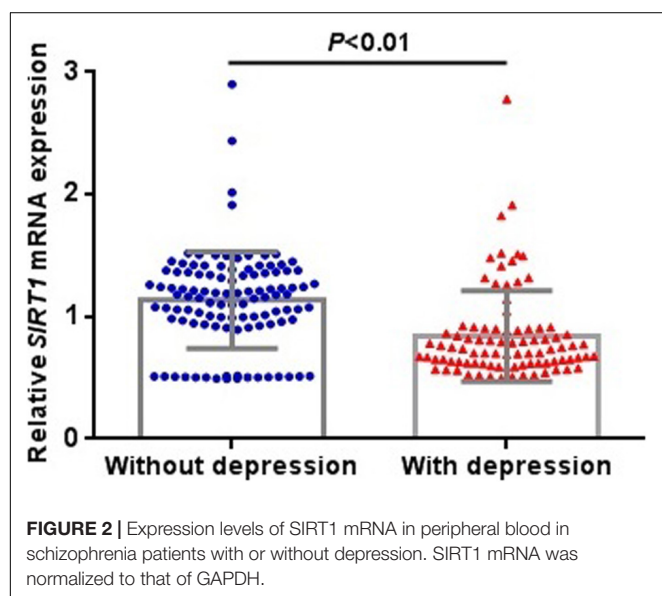 P<0.01
Relative SIRT1 mRNA expression
3
2
1
0
Without depression
With depression
FIGURE 2 | Expression levels of SIRT1 mRNA in peripheral blood in
schizophrenia patients with or without depression. SIRT1 mRNA was
normalized to that of GAPDH.